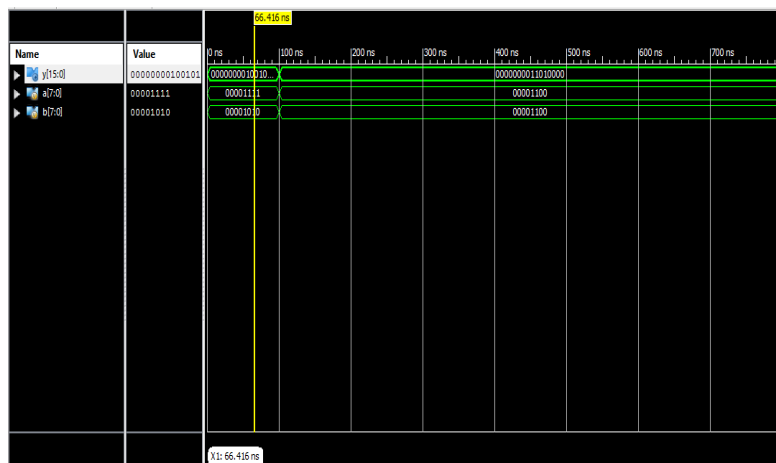 66.416 ns
Name Value
0 ns 100 ns 200 ns 300 ns 400 ns 500 ns 600 ns 700 ns
y[15:0] 00000000100101 0000000010010... 0000000011010000
a[7:0] 00001111 00001111 00001100
b[7:0] 00001010 00001010 00001100
X1: 66.416 ns